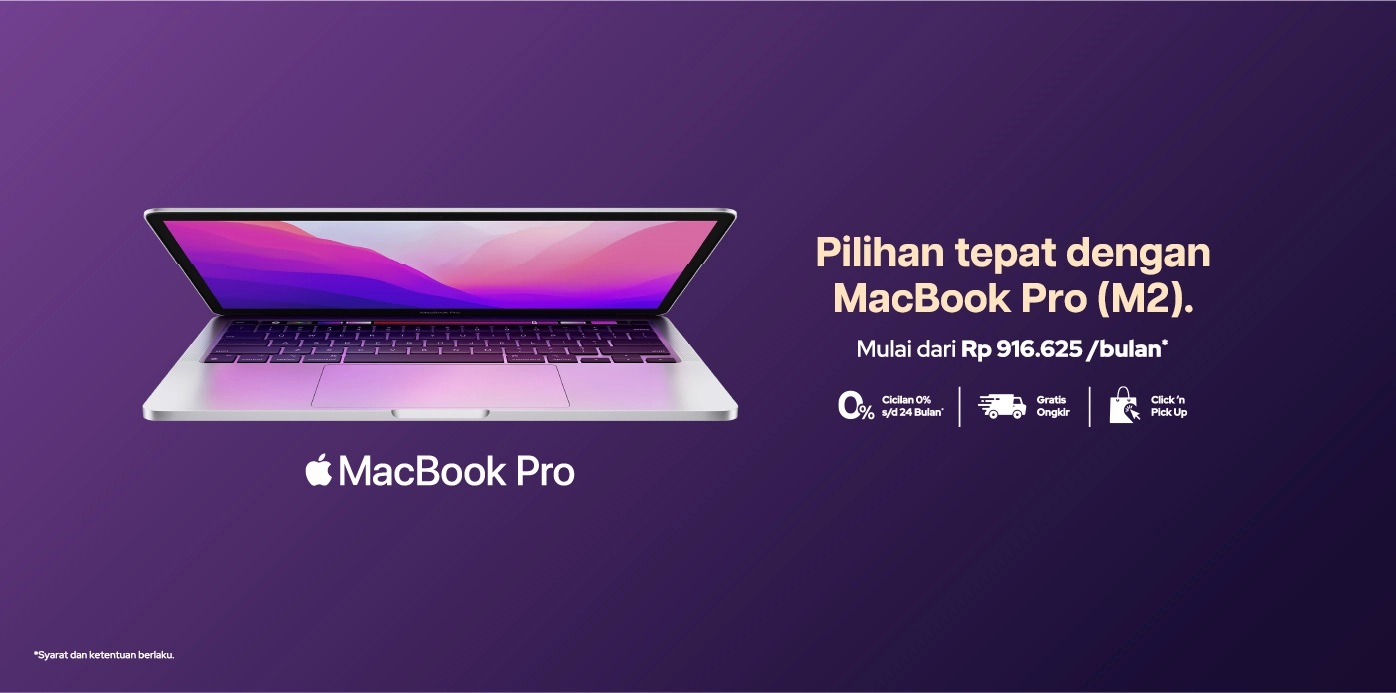 Pilihan tepat dengan
MacBook Pro (M2).
Mulai dari Rp 916.625 /bulan*
0% Cicilan 0%
s/d 24 Bulan*
Gratis
Ongkir
Click 'n
Pick Up
MacBook Pro
*Syarat dan ketentuan berlaku.